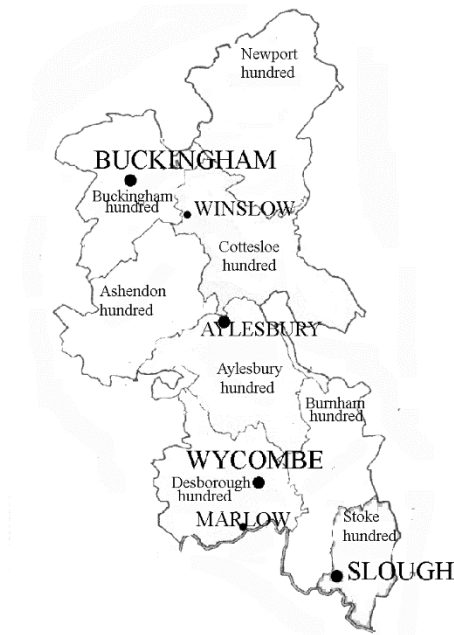 Newport
hundred
BUCKINGHAM
Buckingham
hundred
WINSLOW
Cottesloe
hundred
Ashendon
hundred
AYLESBURY
Aylesbury
hundred
Burnham
hundred
WYCOMBE
Desborough
hundred
MARLOW
Stoke
hundred
SLOUGH